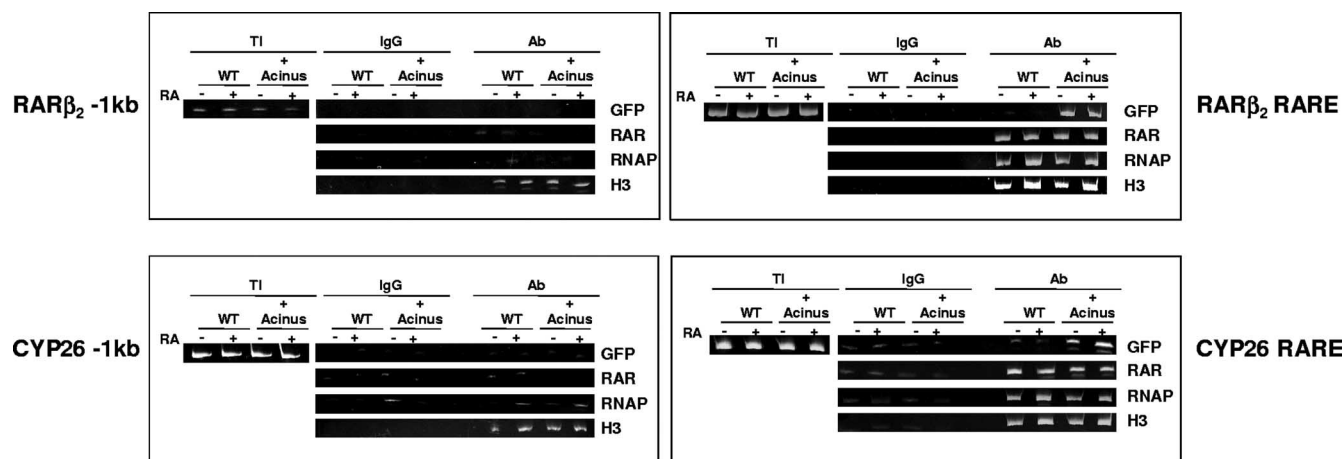 TI IgG Ab
+ + +
WT Acinus WT Acinus WT Acinus
RA - + - + - + - + - + - +
RARβ₂ -1kb
GFP
RAR
RNAP
H3
TI IgG Ab
+ + +
WT Acinus WT Acinus WT Acinus
RA - + - + - + - + - + - +
GFP
RARβ₂ RARE
RAR
RNAP
H3
TI IgG Ab
+ + +
WT Acinus WT Acinus WT Acinus
RA - + - + - + - + - + - +
CYP26 -1kb
GFP
RAR
RNAP
H3
TI IgG Ab
+ + +
WT Acinus WT Acinus WT Acinus
RA - + - + - + - + - + - +
GFP
CYP26 RARE
RAR
RNAP
H3